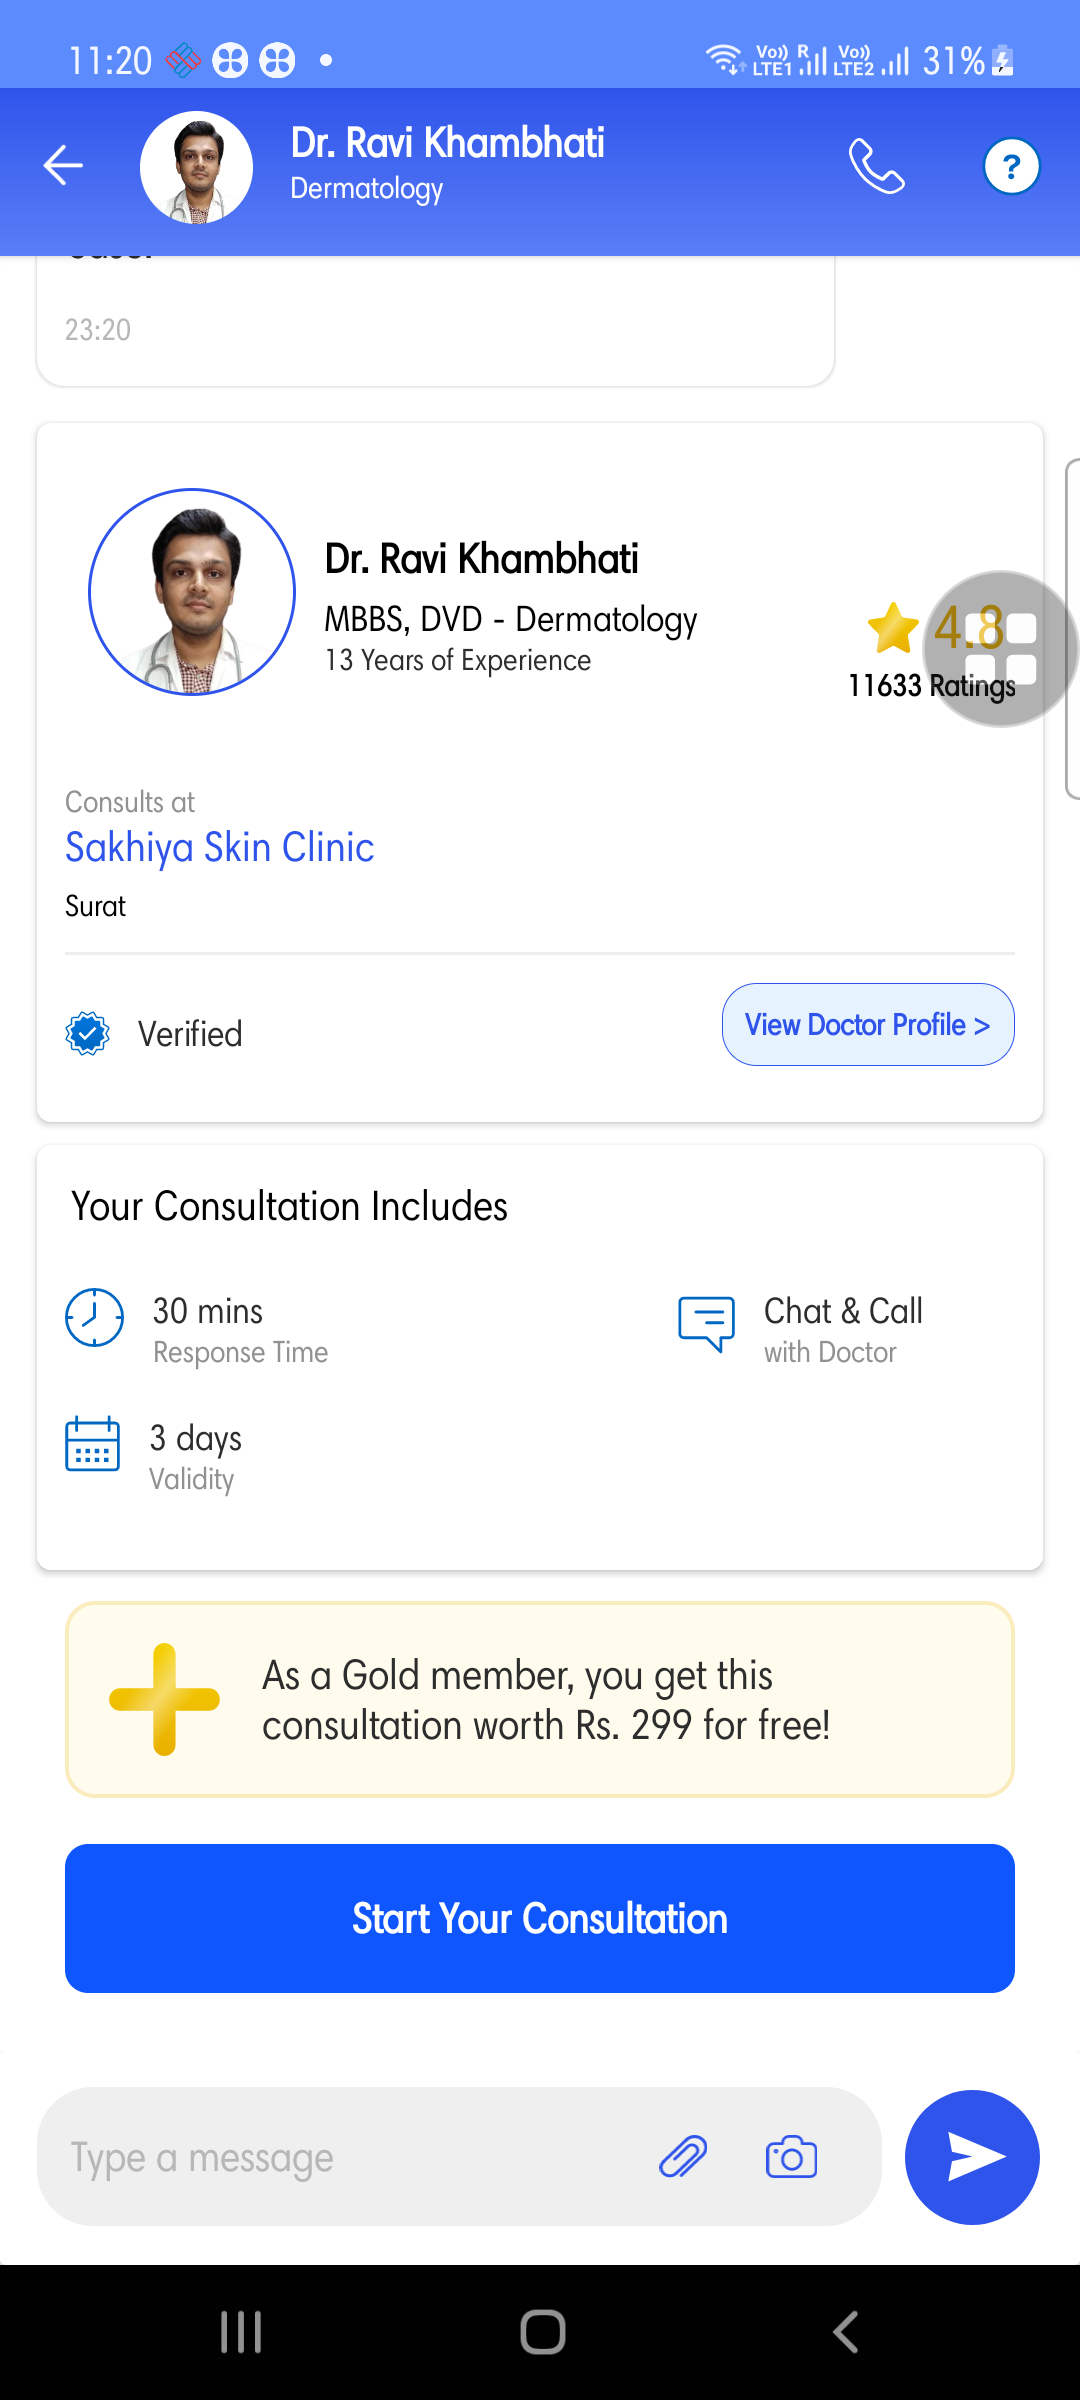 11:20
Vo)) R Vo)) 31%
LTE1 LTE2
Dr. Ravi Khambhati
Dermatology
?
23:20
Dr. Ravi Khambhati
MBBS, DVD - Dermatology
13 Years of Experience
4.8
11633 Ratings
Consults at
Sakhiya Skin Clinic
Surat
Verified
View Doctor Profile >
Your Consultation Includes
30 mins
Response Time
Chat & Call
with Doctor
3 days
Validity
As a Gold member, you get this
consultation worth Rs. 299 for free!
Start Your Consultation
Type a message